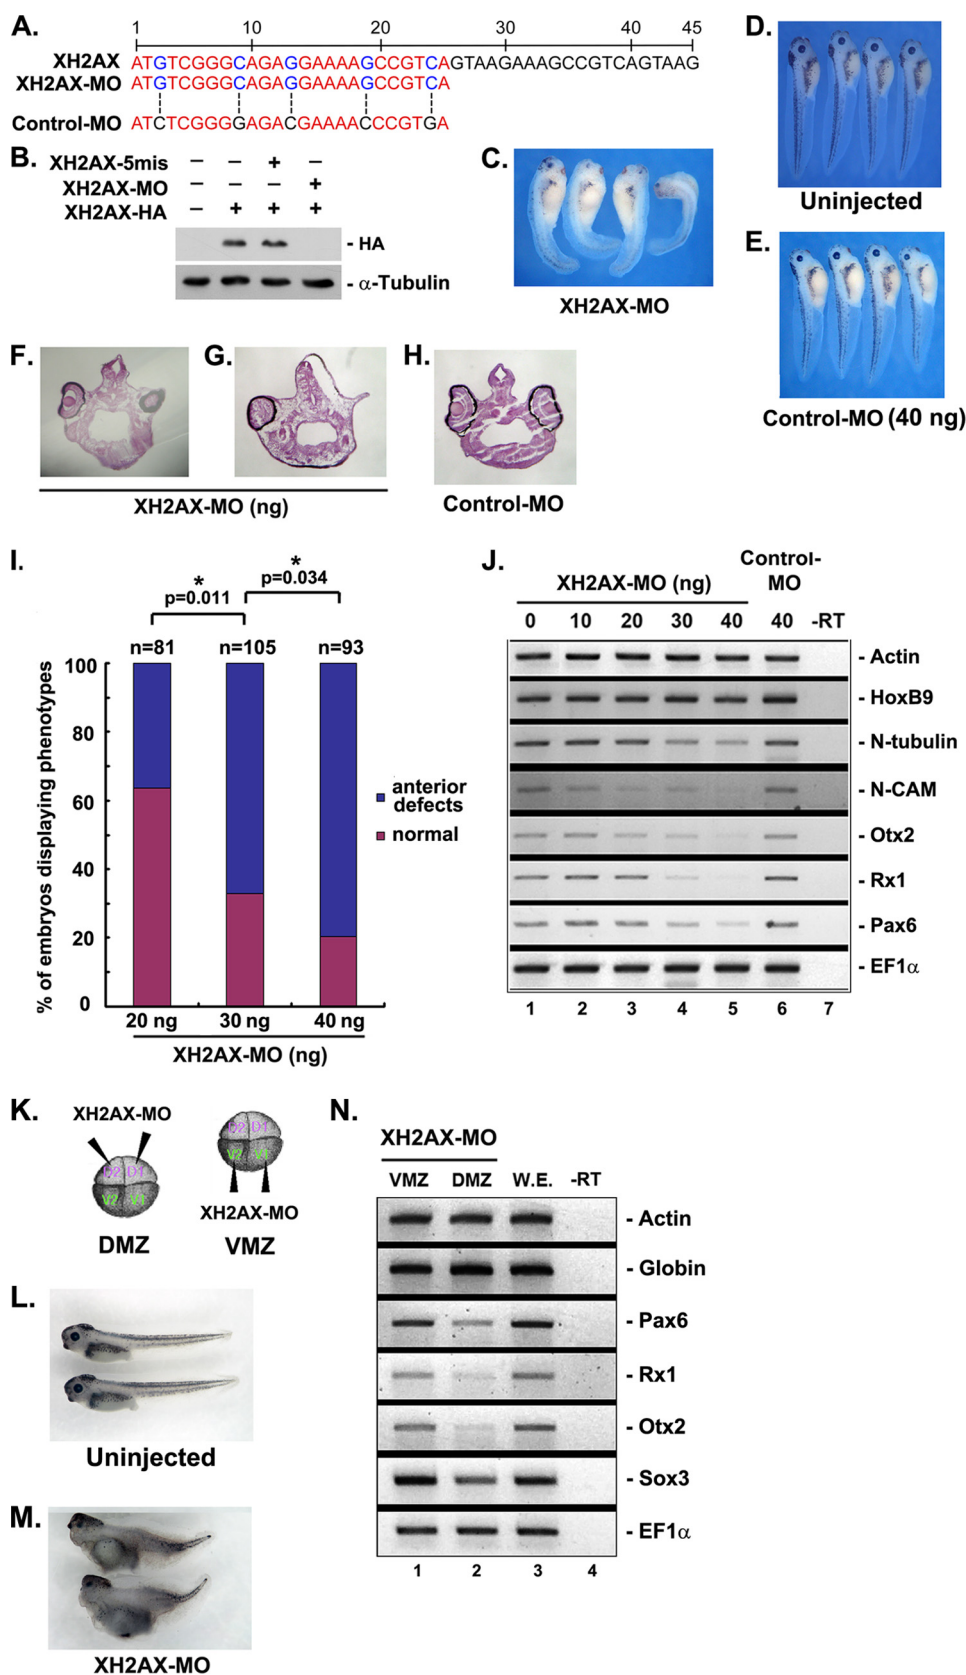 A.
1 10 20 30 40 45
XH2AX ATGTCGGGCAGAGGAAAAGCCGTCAGTAAGAAAGCCGTCAGTAAG
XH2AX-MO ATGTCGGGCAGAGGAAAAGCCGTCA
Control-MO ATCTCGGGGAGACGAAAACCCGTGA
B.
XH2AX-5mis – – + –
XH2AX-MO – – – +
XH2AX-HA – + + +
- HA
- α-Tubulin
C.
XH2AX-MO
D.
Uninjected
E.
Control-MO (40 ng)
F.
G.
XH2AX-MO (ng)
H.
Control-MO
I.
*
p=0.011
*
p=0.034
n=81 n=105 n=93
% of embryos displaying phenotypes
100
80
60
40
20
0
anterior
defects
normal
20 ng 30 ng 40 ng
XH2AX-MO (ng)
J.
XH2AX-MO (ng)
Control-
MO
0 10 20 30 40 40 -RT
- Actin
- HoxB9
- N-tubulin
- N-CAM
- Otx2
- Rx1
- Pax6
- EF1α
1 2 3 4 5 6 7
K.
XH2AX-MO
D2 D1
V2 V1
DMZ
D2 D1
V2 V1
XH2AX-MO
VMZ
L.
Uninjected
M.
XH2AX-MO
N.
XH2AX-MO
VMZ DMZ W.E. -RT
- Actin
- Globin
- Pax6
- Rx1
- Otx2
- Sox3
- EF1α
1 2 3 4